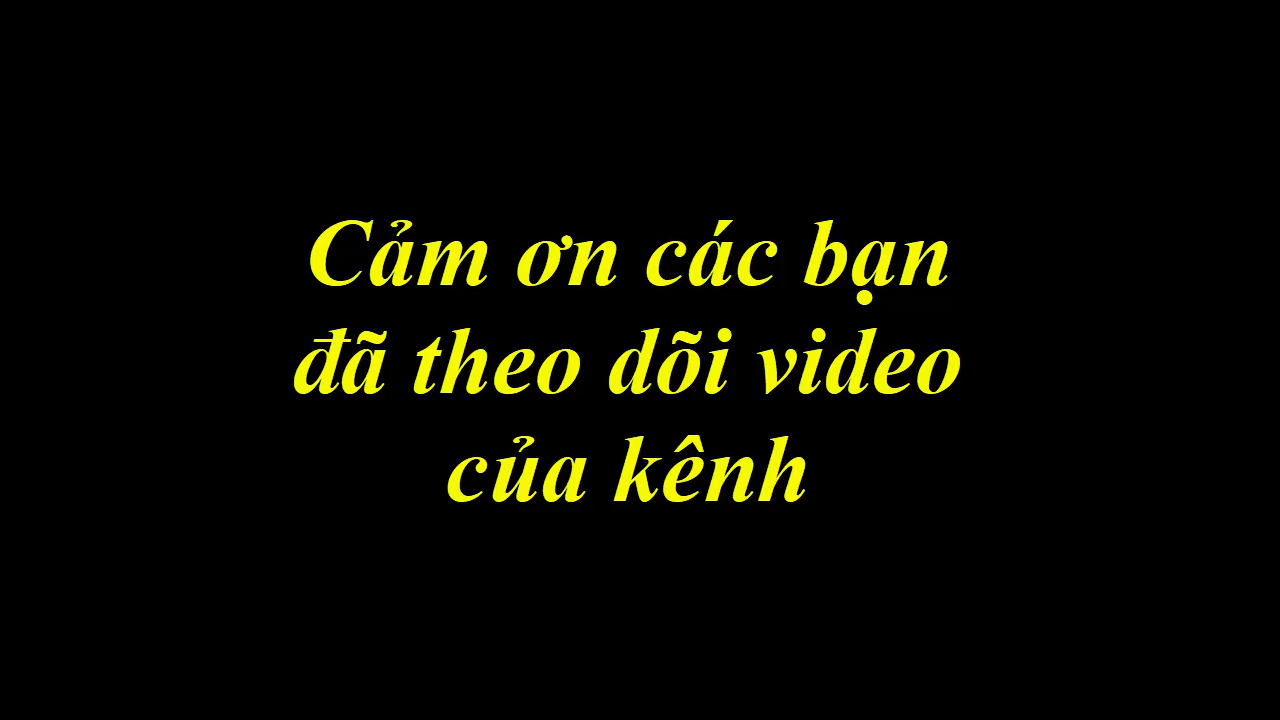 Cảm ơn các bạn
đã theo dõi video
của kênh